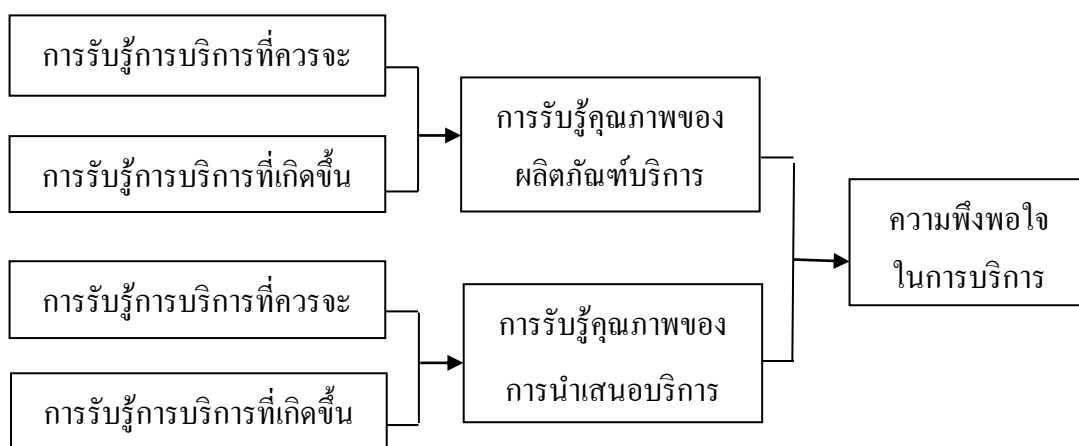 การรับรู้การบริการที่ควรจะ
การรับรู้การบริการที่เกิดขึ้น
การรับรู้คุณภาพของ
ผลิตภัณฑ์บริการ
การรับรู้การบริการที่ควรจะ
การรับรู้การบริการที่เกิดขึ้น
การรับรู้คุณภาพของ
การนำเสนอบริการ
ความพึงพอใจ
ในการบริการ